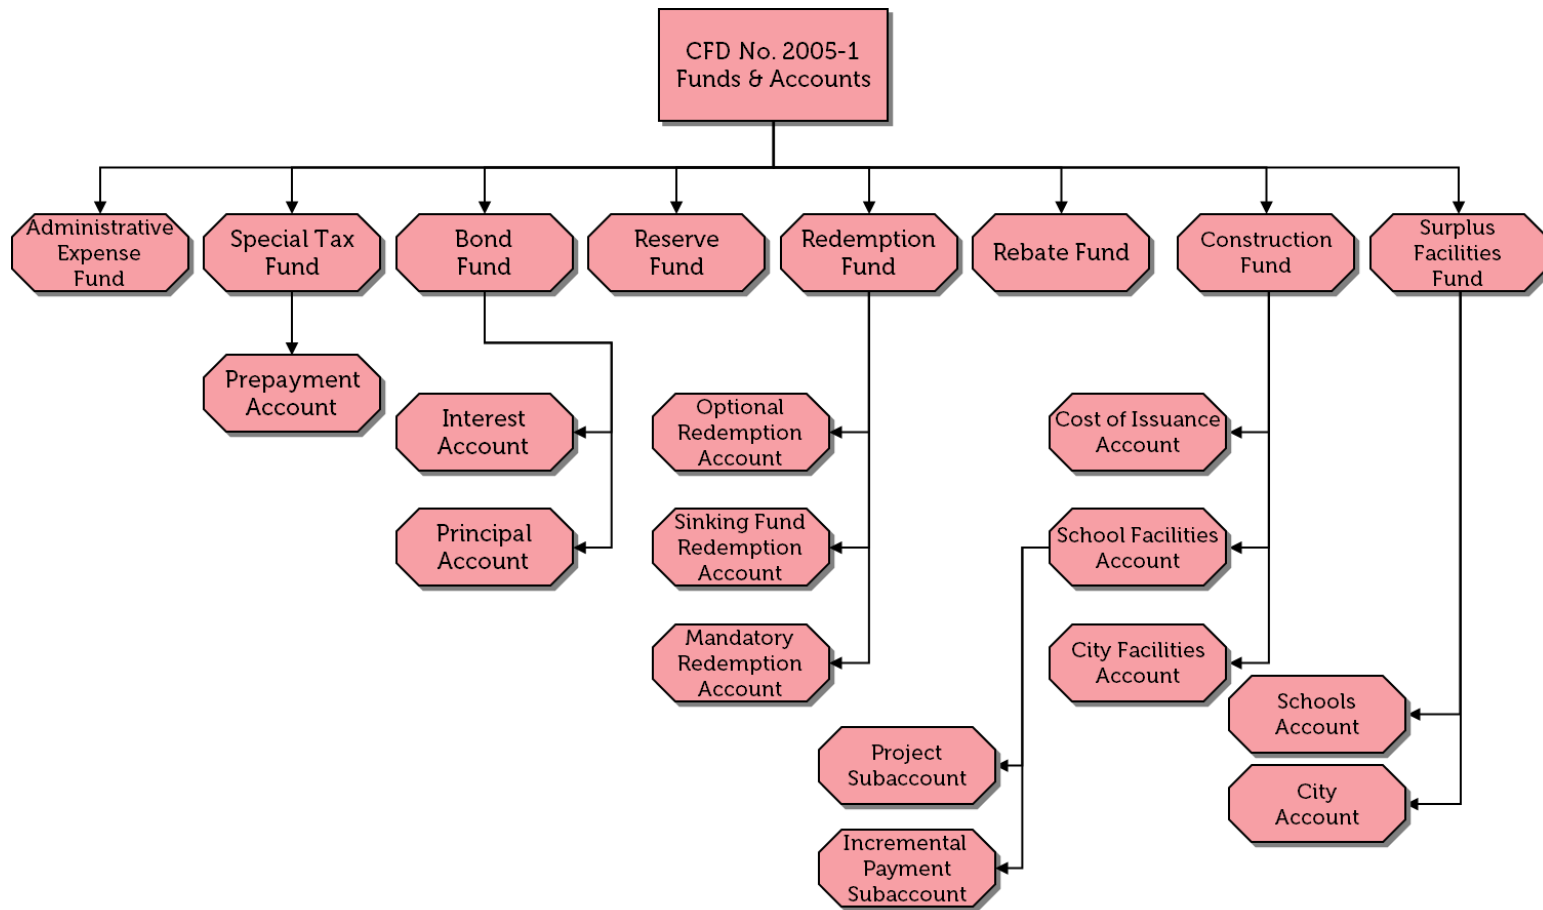 CFD No. 2005-1
Funds & Accounts
Administrative
Expense
Fund
Special Tax
Fund
Bond
Fund
Reserve
Fund
Redemption
Fund
Rebate Fund
Construction
Fund
Surplus
Facilities
Fund
Prepayment
Account
Interest
Account
Optional
Redemption
Account
Cost of Issuance
Account
Principal
Account
Sinking Fund
Redemption
Account
School Facilities
Account
Mandatory
Redemption
Account
City Facilities
Account
Schools
Account
Project
Subaccount
City
Account
Incremental
Payment
Subaccount